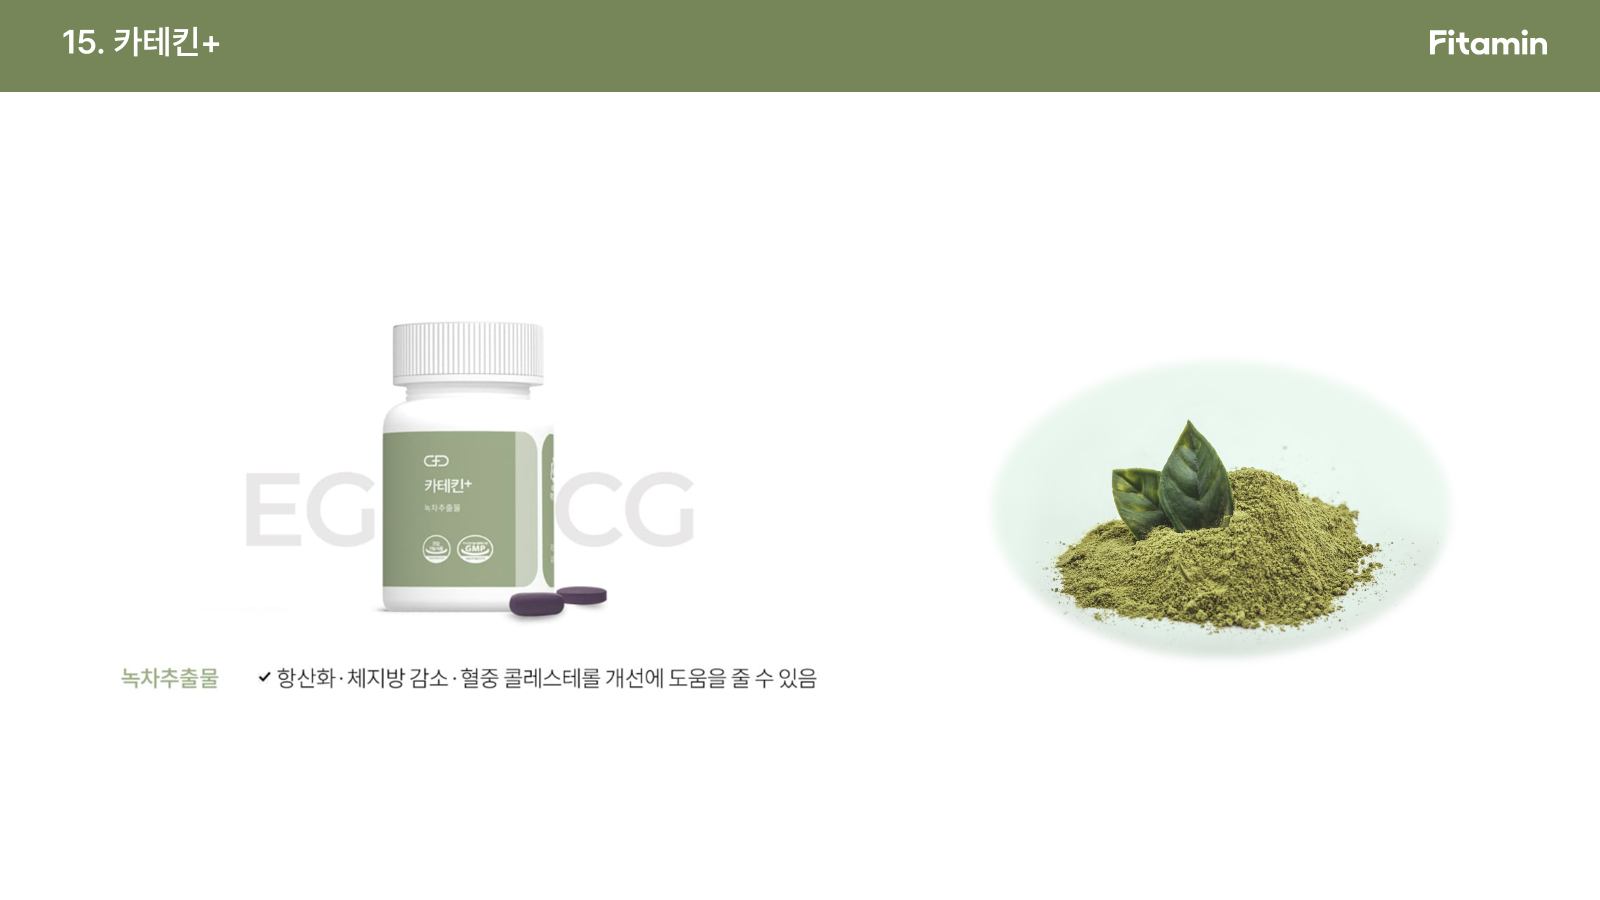 15. 카테킨+
Fitamin
EG CG
카테킨+
녹차추출물
GMP
녹차추출물 ✓ 항산화·체지방 감소·혈중 콜레스테롤 개선에 도움을 줄 수 있음